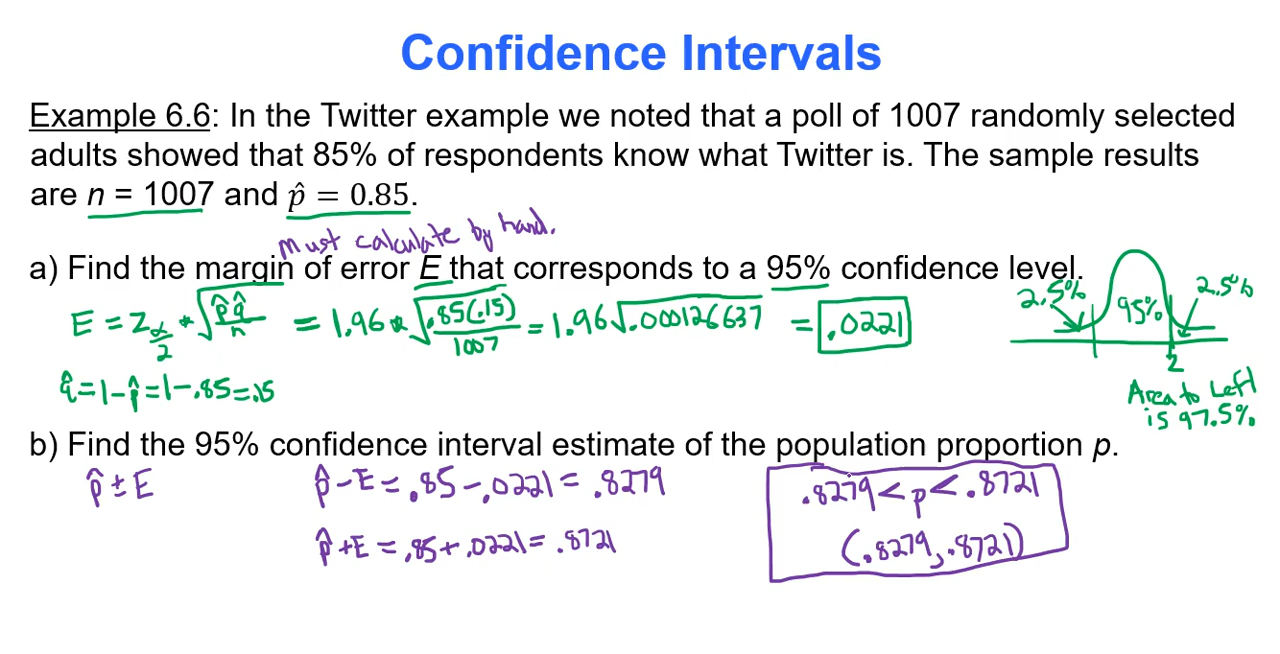 Confidence Intervals
Example 6.6: In the Twitter example we noted that a poll of 1007 randomly selected
adults showed that 85% of respondents know what Twitter is. The sample results
are n = 1007 and p̂ = 0.85.
must calculate by hand.
a) Find the margin of error E that corresponds to a 95% confidence level.
E = Z α/2 * √(p̂q̂/n) = 1.96 * √(.85(.15)/1007) = 1.96√.000126637 = .0221
q̂ = 1-p̂ = 1-.85 = .15
2.5% 95% 2.5%
z
Area to Left
is 97.5%.
b) Find the 95% confidence interval estimate of the population proportion p.
p̂ ± E
p̂ - E = .85 - .0221 = .8279
p̂ + E = .85 + .0221 = .8721
.8279 < p < .8721
(.8279, .8721)